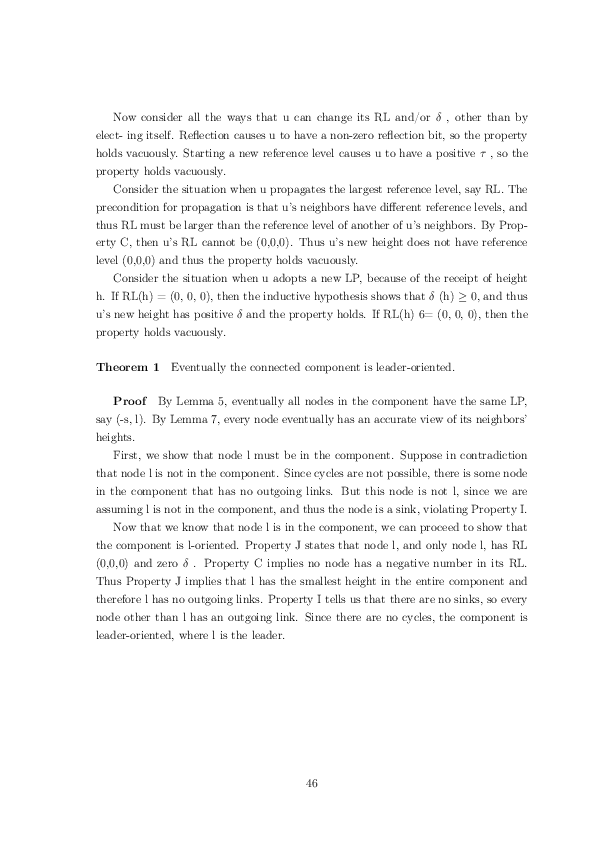 Now consider all the ways that u can change its RL and/or δ , other than by
elect- ing itself. Reflection causes u to have a non-zero reflection bit, so the property
holds vacuously. Starting a new reference level causes u to have a positive τ , so the
property holds vacuously.
Consider the situation when u propagates the largest reference level, say RL. The
precondition for propagation is that u's neighbors have different reference levels, and
thus RL must be larger than the reference level of another of u's neighbors. By Prop-
erty C, then u's RL cannot be (0,0,0). Thus u's new height does not have reference
level (0,0,0) and thus the property holds vacuously.
Consider the situation when u adopts a new LP, because of the receipt of height
h. If RL(h) = (0, 0, 0), then the inductive hypothesis shows that δ (h) ≥ 0, and thus
u's new height has positive δ and the property holds. If RL(h) 6= (0, 0, 0), then the
property holds vacuously.
Theorem 1 Eventually the connected component is leader-oriented.
Proof By Lemma 5, eventually all nodes in the component have the same LP,
say (-s, l). By Lemma 7, every node eventually has an accurate view of its neighbors'
heights.
First, we show that node l must be in the component. Suppose in contradiction
that node l is not in the component. Since cycles are not possible, there is some node
in the component that has no outgoing links. But this node is not l, since we are
assuming l is not in the component, and thus the node is a sink, violating Property I.
Now that we know that node l is in the component, we can proceed to show that
the component is l-oriented. Property J states that node l, and only node l, has RL
(0,0,0) and zero δ . Property C implies no node has a negative number in its RL.
Thus Property J implies that l has the smallest height in the entire component and
therefore l has no outgoing links. Property I tells us that there are no sinks, so every
node other than l has an outgoing link. Since there are no cycles, the component is
leader-oriented, where l is the leader.
46